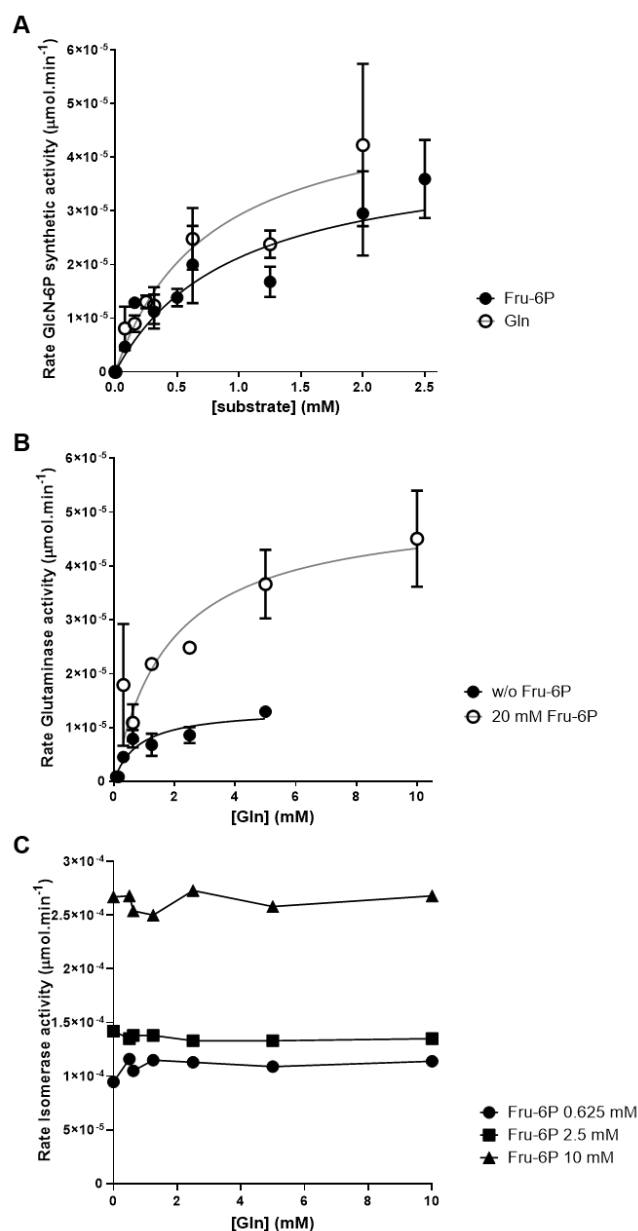 A
Rate GlcN-6P synthetic activity (µmol.min⁻¹)
6×10⁻⁵
5×10⁻⁵
4×10⁻⁵
3×10⁻⁵
2×10⁻⁵
1×10⁻⁵
0
0.0 0.5 1.0 1.5 2.0 2.5
[substrate] (mM)
Fru-6P
Gln
B
Rate Glutaminase activity (µmol.min⁻¹)
6×10⁻⁵
5×10⁻⁵
4×10⁻⁵
3×10⁻⁵
2×10⁻⁵
1×10⁻⁵
0
0 2 4 6 8 10
[Gln] (mM)
w/o Fru-6P
20 mM Fru-6P
C
Rate Isomerase activity (µmol.min⁻¹)
3×10⁻⁴
2.5×10⁻⁴
2×10⁻⁴
1.5×10⁻⁴
1×10⁻⁴
5×10⁻⁵
0
0 2 4 6 8 10
[Gln] (mM)
Fru-6P 0.625 mM
Fru-6P 2.5 mM
Fru-6P 10 mM